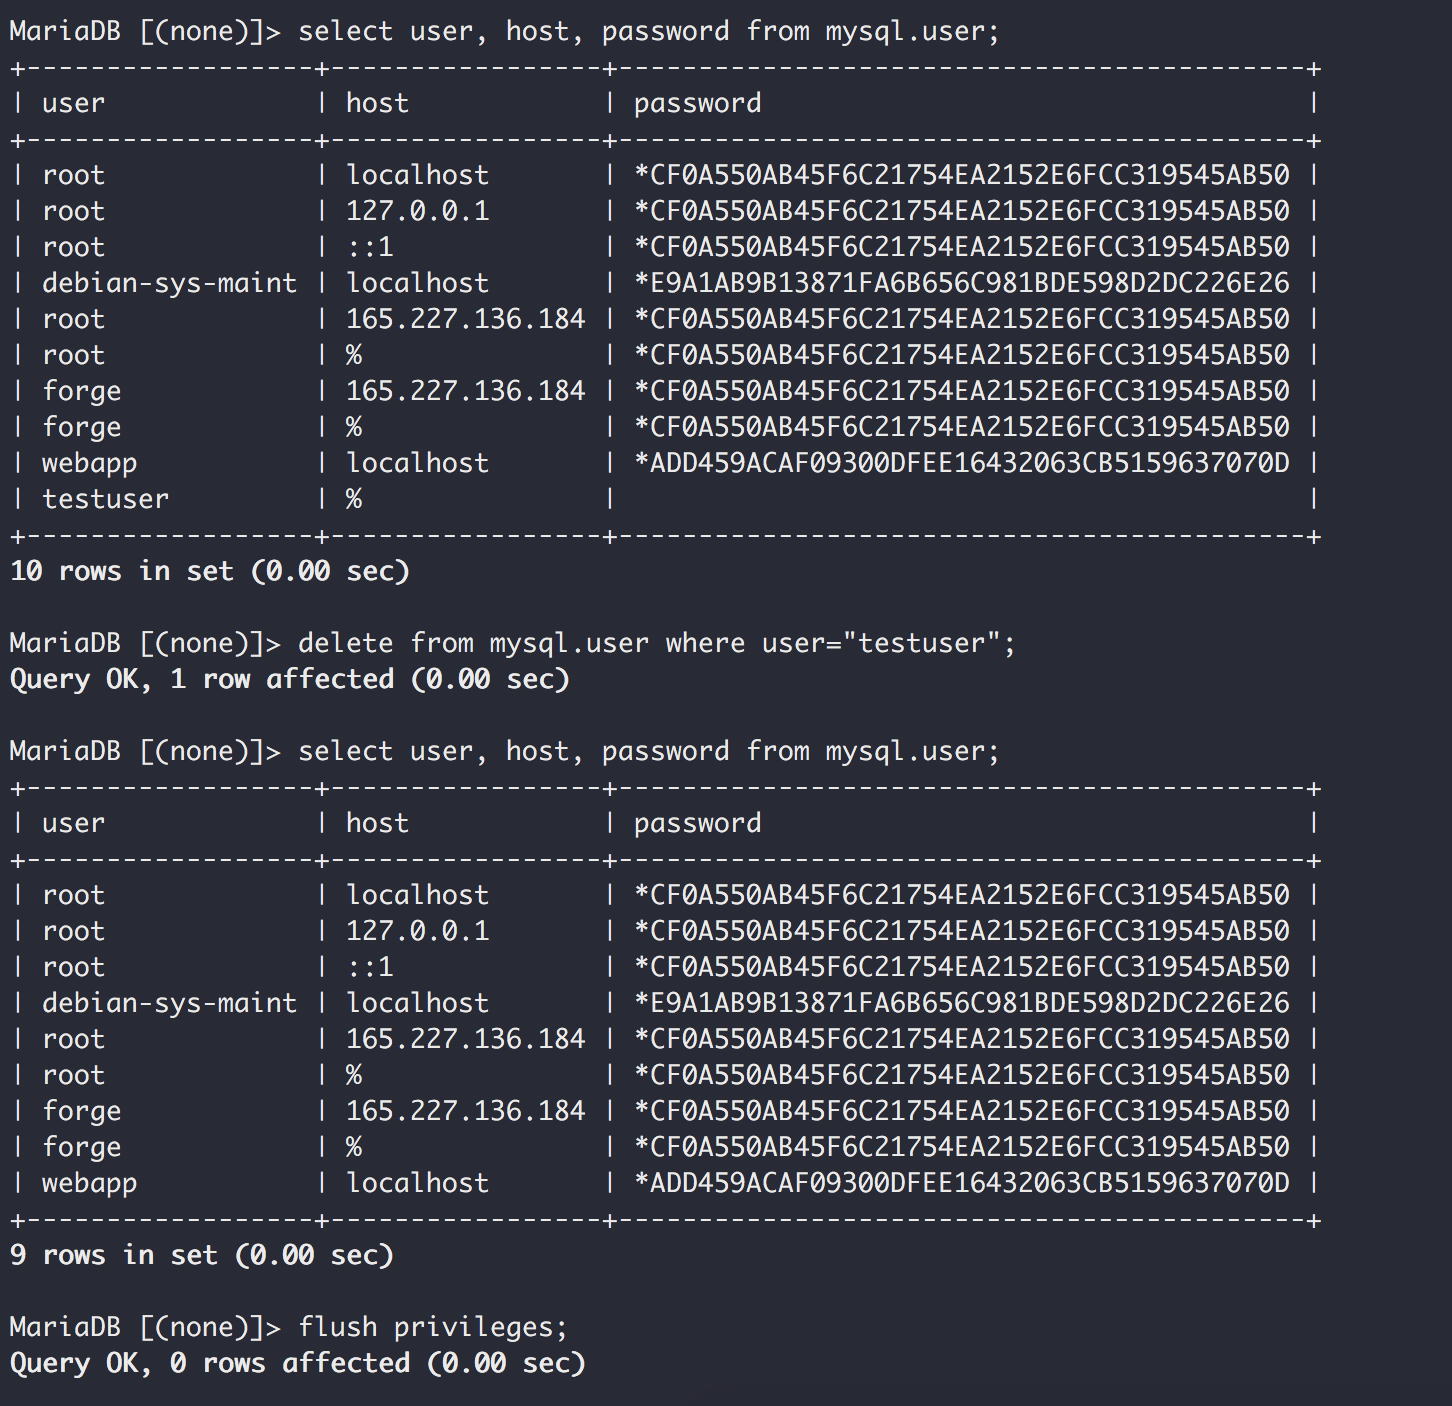 MariaDB [(none)]> select user, host, password from mysql.user;
+------------------+-----------------+-------------------------------------------+
| user             | host            | password                                  |
+------------------+-----------------+-------------------------------------------+
| root             | localhost       | *CF0A550AB45F6C21754EA2152E6FCC319545AB50 |
| root             | 127.0.0.1       | *CF0A550AB45F6C21754EA2152E6FCC319545AB50 |
| root             | ::1             | *CF0A550AB45F6C21754EA2152E6FCC319545AB50 |
| debian-sys-maint | localhost       | *E9A1AB9B13871FA6B656C981BDE598D2DC226E26 |
| root             | 165.227.136.184 | *CF0A550AB45F6C21754EA2152E6FCC319545AB50 |
| root             | %               | *CF0A550AB45F6C21754EA2152E6FCC319545AB50 |
| forge            | 165.227.136.184 | *CF0A550AB45F6C21754EA2152E6FCC319545AB50 |
| forge            | %               | *CF0A550AB45F6C21754EA2152E6FCC319545AB50 |
| webapp           | localhost       | *ADD459ACAF09300DFEE16432063CB5159637070D |
| testuser         | %               |                                           |
+------------------+-----------------+-------------------------------------------+
10 rows in set (0.00 sec)

MariaDB [(none)]> delete from mysql.user where user="testuser";
Query OK, 1 row affected (0.00 sec)

MariaDB [(none)]> select user, host, password from mysql.user;
+------------------+-----------------+-------------------------------------------+
| user             | host            | password                                  |
+------------------+-----------------+-------------------------------------------+
| root             | localhost       | *CF0A550AB45F6C21754EA2152E6FCC319545AB50 |
| root             | 127.0.0.1       | *CF0A550AB45F6C21754EA2152E6FCC319545AB50 |
| root             | ::1             | *CF0A550AB45F6C21754EA2152E6FCC319545AB50 |
| debian-sys-maint | localhost       | *E9A1AB9B13871FA6B656C981BDE598D2DC226E26 |
| root             | 165.227.136.184 | *CF0A550AB45F6C21754EA2152E6FCC319545AB50 |
| root             | %               | *CF0A550AB45F6C21754EA2152E6FCC319545AB50 |
| forge            | 165.227.136.184 | *CF0A550AB45F6C21754EA2152E6FCC319545AB50 |
| forge            | %               | *CF0A550AB45F6C21754EA2152E6FCC319545AB50 |
| webapp           | localhost       | *ADD459ACAF09300DFEE16432063CB5159637070D |
+------------------+-----------------+-------------------------------------------+
9 rows in set (0.00 sec)

MariaDB [(none)]> flush privileges;
Query OK, 0 rows affected (0.00 sec)